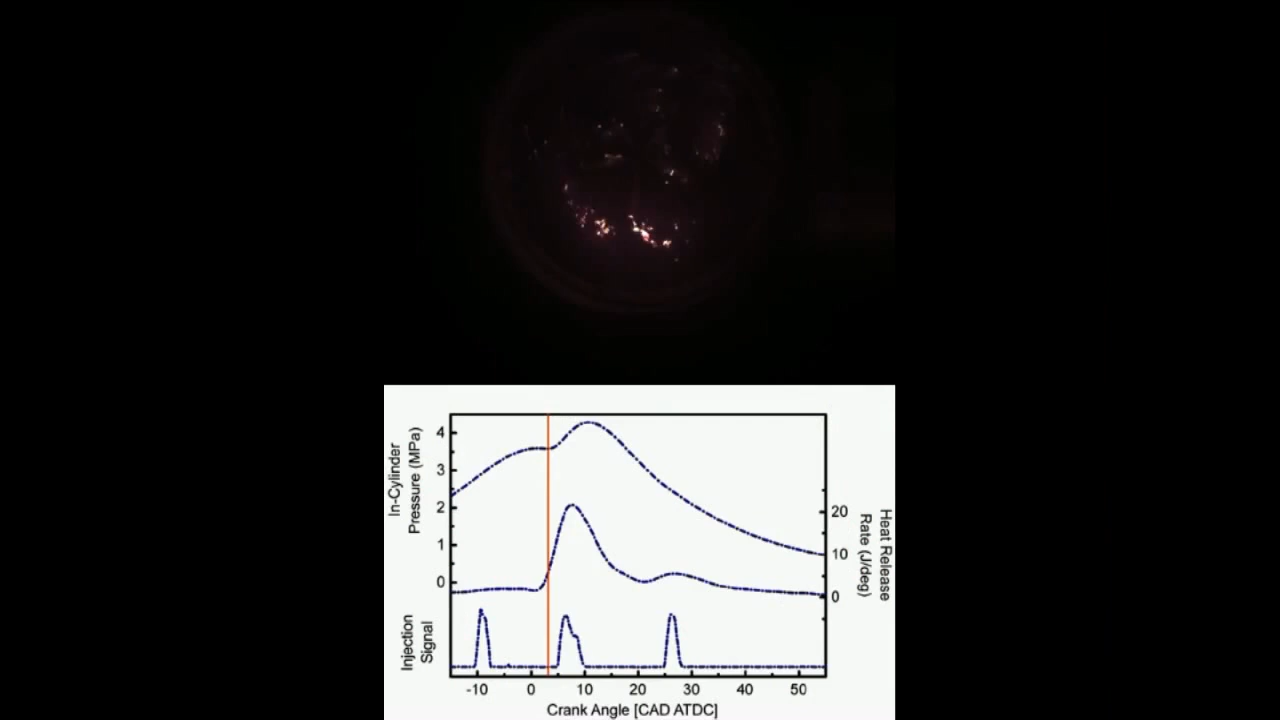 In-Cylinder
Pressure (MPa)
4
3
2
1
0
20
10
0
Heat Release
Rate (J/deg)
Injection
Signal
-10 0 10 20 30 40 50
Crank Angle [CAD ATDC]